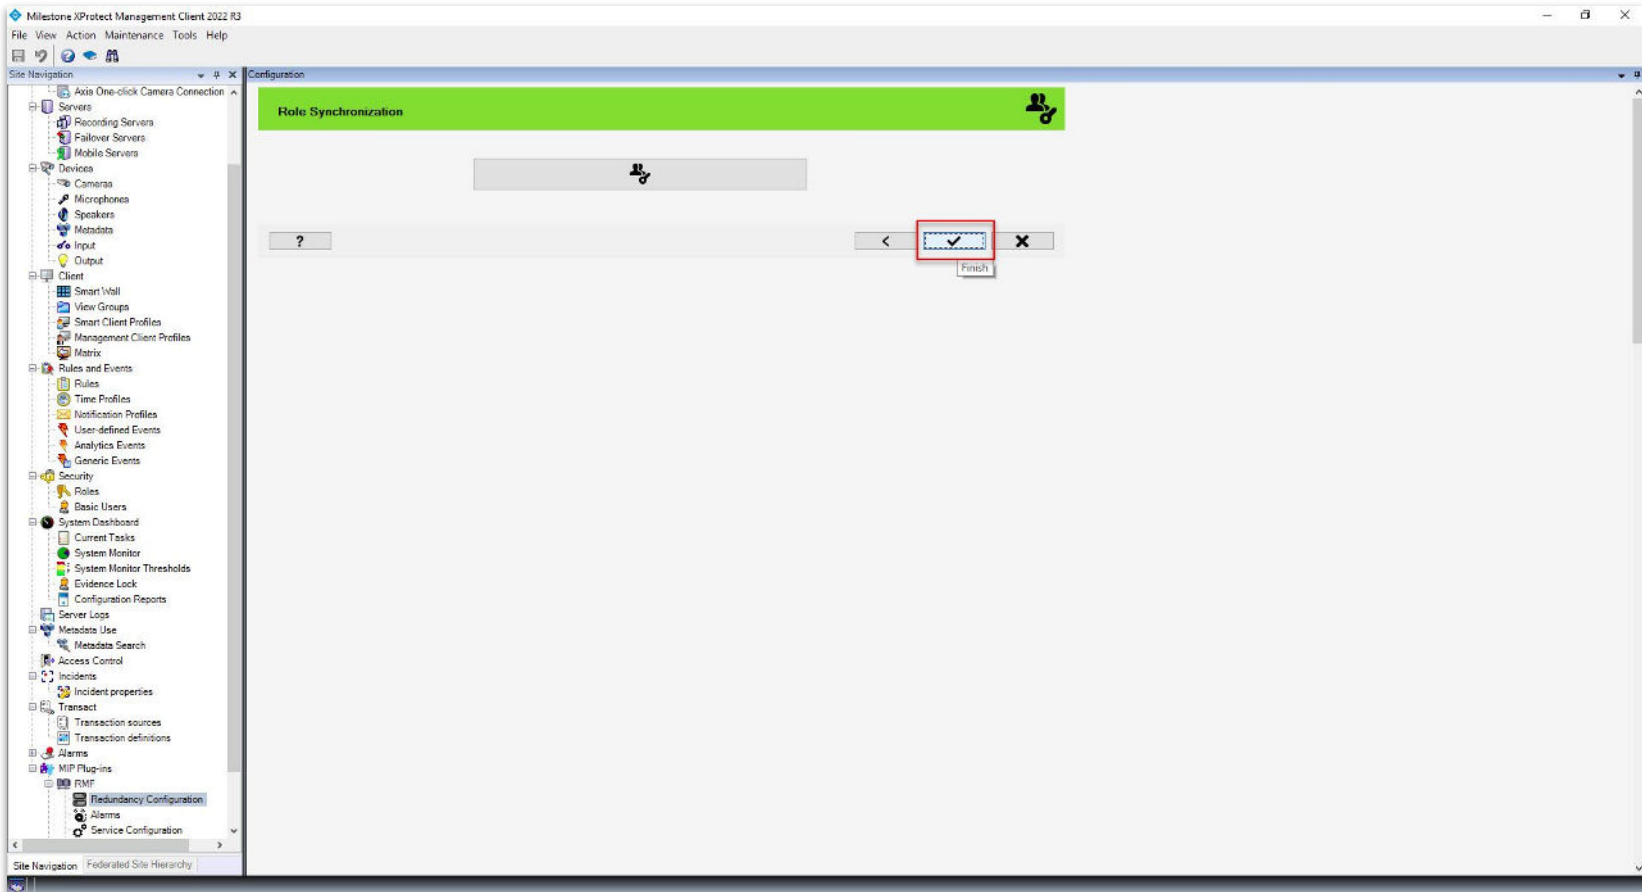 Milestone XProtect Management Client 2022 R3
File View Action Maintenance Tools Help
Site Navigation
Configuration
Axis One-click Camera Connection
Role Synchronization
Servers
Recording Servers
Failover Servers
Mobile Servers
Devices
Cameras
Microphones
Speakers
Metadata
Input
?
<
Finish
Output
Client
Smart Wall
View Groups
Smart Client Profiles
Management Client Profiles
Matrix
Rules and Events
Rules
Time Profiles
Notification Profiles
User-defined Events
Analytics Events
Generic Events
Security
Roles
Basic Users
System Dashboard
Current Tasks
System Monitor
System Monitor Thresholds
Evidence Lock
Configuration Reports
Server Logs
Metadata Use
Metadata Search
Access Control
Incidents
Incident properties
Transact
Transaction sources
Transaction definitions
Alarms
MIP Plug-ins
RMF
Redundancy Configuration
Alarms
Service Configuration
Site Navigation Federated Site Hierarchy